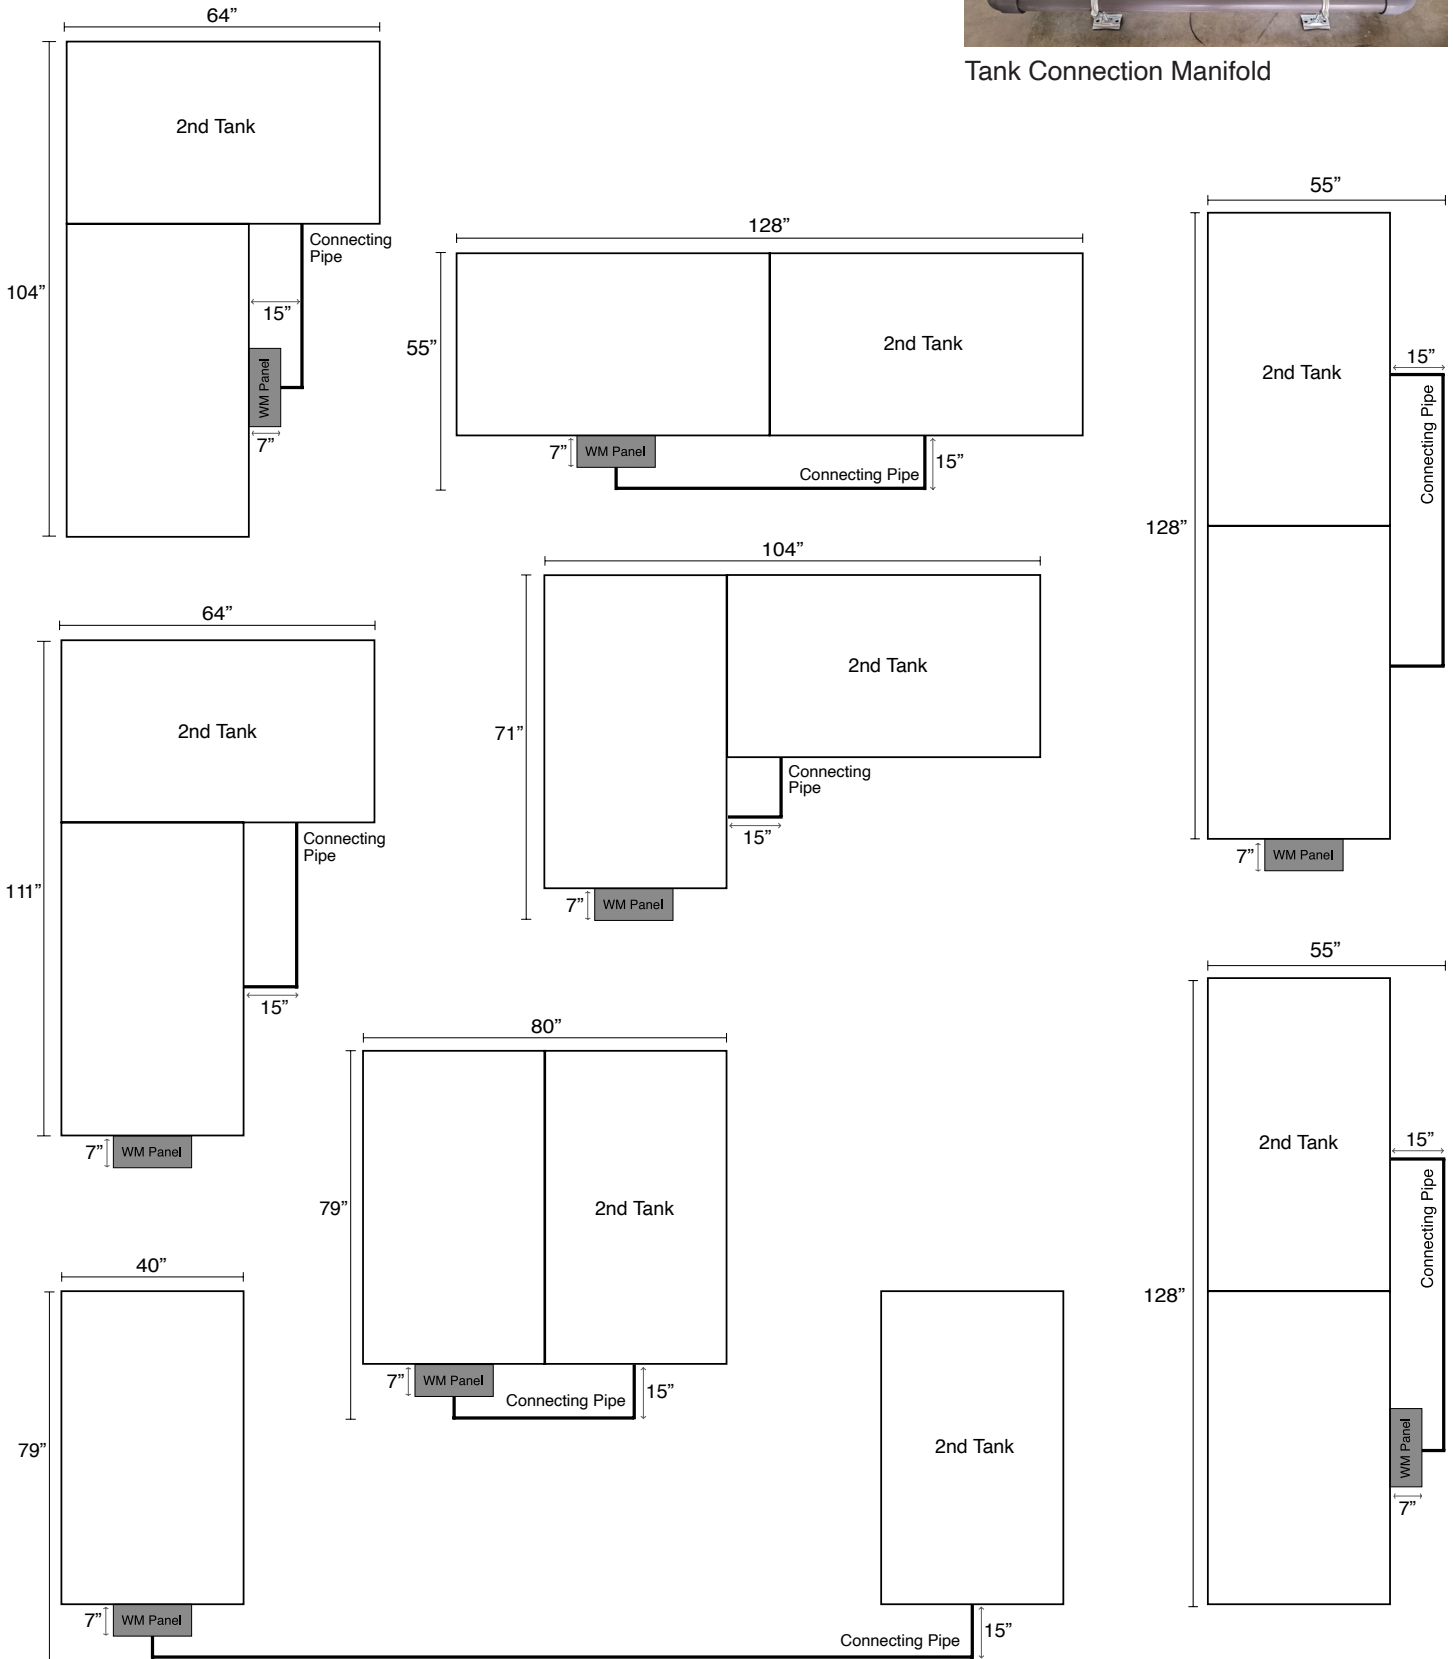 64”
Tank Connection Manifold
2nd Tank
104”
Connecting
Pipe
15”
WM Panel
7”
128”
55”
2nd Tank
7”
WM Panel
Connecting Pipe
15”
55”
2nd Tank
15”
Connecting Pipe
128”
7”
WM Panel
104”
71”
2nd Tank
Connecting
Pipe
15”
7”
WM Panel
64”
2nd Tank
111”
Connecting
Pipe
15”
7”
WM Panel
80”
79”
2nd Tank
7”
WM Panel
Connecting Pipe
15”
55”
2nd Tank
15”
Connecting Pipe
128”
WM Panel
7”
40”
79”
2nd Tank
7”
WM Panel
Connecting Pipe
15”